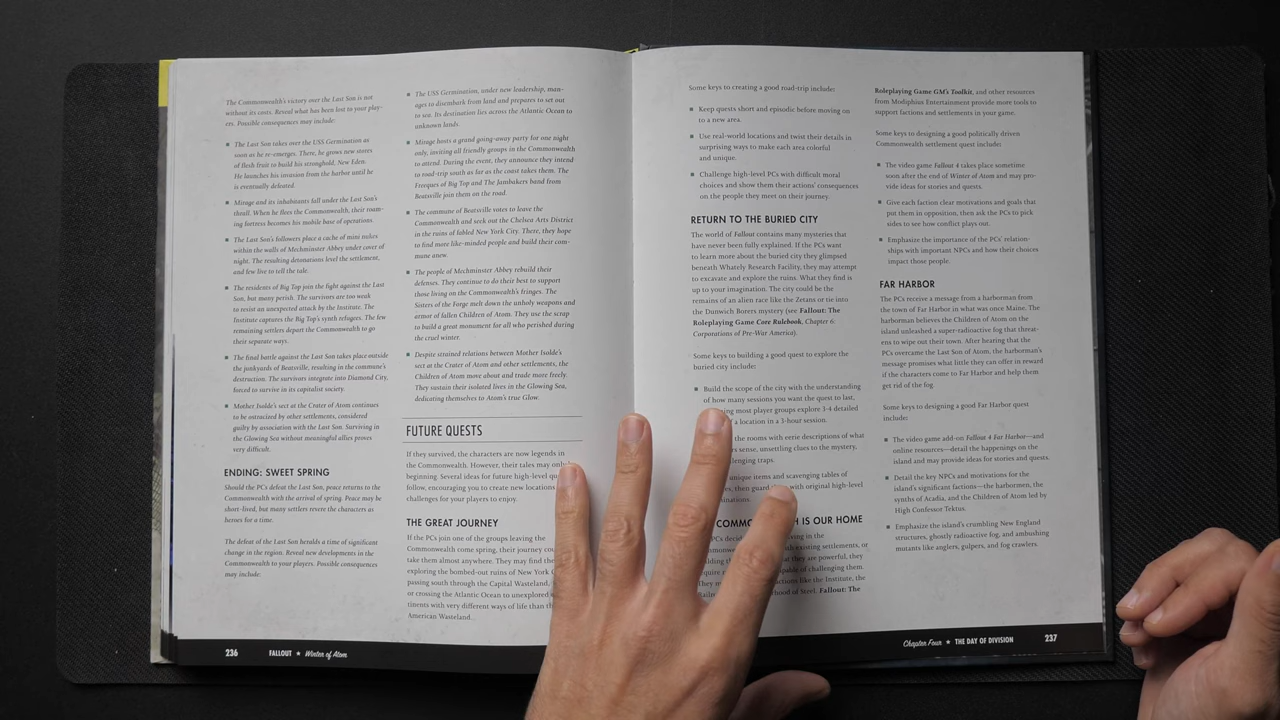 The Commonwealth's victory over the Last Son is not
without its costs. Reveal what has been lost to your play-
ers. Possible consequences may include:
■ The Last Son takes over the USS Germination as
soon as he re-emerges. There, he grows new stores
of flesh fruit to build his stronghold: New Eden.
He launches his invasion from the harbor until he
is eventually defeated.
■ Mirage and its inhabitants fall under the Last Son's
thrall. When he flees the Commonwealth, their roam-
ing fortress becomes his mobile base of operations.
■ The Last Son's followers place a cache of mini nukes
within the walls of Mechminster Abbey under cover of
night. The resulting detonations level the settlement,
and few live to tell the tale.
■ The residents of Big Top join the fight against the Last
Son, but many perish. The survivors are too weak
to resist an unexpected attack by the Institute. The
Institute captures the Big Top's synth refugees. The few
remaining settlers depart the Commonwealth to go
their separate ways.
■ The final battle against the Last Son takes place outside
the junkyards of Beatsville, resulting in the commune's
destruction. The survivors integrate into Diamond City,
forced to survive in its capitalist society.
■ Mother Isolde's sect at the Crater of Atom continues
to be ostracized by other settlements, considered
guilty by association with the Last Son. Surviving in
the Glowing Sea without meaningful allies proves
very difficult.
ENDING: SWEET SPRING
Should the PCs defeat the Last Son, peace returns to the
Commonwealth with the arrival of spring. Peace may be
short-lived, but many settlers revere the characters as
heroes for a time.
The defeat of the Last Son heralds a time of significant
change in the region. Reveal new developments in the
Commonwealth to your players. Possible consequences
may include:
■ The USS Germination, under new leadership, man-
ages to disembark from land and prepares to set out
to sea. Its destination lies across the Atlantic Ocean to
unknown lands.
■ Mirage hosts a grand going-away party for one night
only, inviting all friendly groups in the Commonwealth
to attend. During the event, they announce they intend
to road-trip south as far as the coast takes them. The
Freeques of Big Top and The Jambakers band from
Beatsville join them on the road.
■ The commune of Beatsville votes to leave the
Commonwealth and seek out the Chelsea Arts District
in the ruins of fabled New York City. There, they hope
to find more like-minded people and build their com-
mune anew.
■ The people of Mechminster Abbey rebuild their
defenses. They continue to do their best to support
those living on the Commonwealth's fringes. The
Sisters of the Forge melt down the unholy weapons and
armor of fallen Children of Atom. They use the scrap
to build a great monument for all who perished during
the cruel winter.
■ Despite strained relations between Mother Isolde's
sect at the Crater of Atom and other settlements, the
Children of Atom move about and trade more freely.
They sustain their isolated lives in the Glowing Sea,
dedicating themselves to Atom's true Glow.
FUTURE QUESTS
If they survived, the characters are now legends in
the Commonwealth. However, their tales may only
beginning. Several ideas for future high-level
follow, encouraging you to create new locations
challenges for your players to enjoy.
THE GREAT JOURNEY
If the PCs join one of the groups leaving the
Commonwealth come spring, their journey
take them almost anywhere. They may find
exploring the bombed-out ruins of New York
passing south through the Capital Wasteland,
or crossing the Atlantic Ocean to unexplored
tinents with very different ways of life than
American Wasteland.
236 FALLOUT ★ Winter of Atom
Some keys to creating a good road-trip include:
■ Keep quests short and episodic before moving on
to a new area.
■ Use real-world locations and twist their details in
surprising ways to make each area colorful
and unique.
■ Challenge high-level PCs with difficult moral
choices and show them their actions' consequences
on the people they meet on their journey.
RETURN TO THE BURIED CITY
The world of Fallout contains many mysteries that
have never been fully explained. If the PCs want
to learn more about the buried city they glimpsed
beneath Whately Research Facility, they may attempt
to excavate and explore the ruins. What they find is
up to your imagination. The city could be the
remains of an alien race like the Zetans or tie into
the Dunwich Borers mystery (see Fallout: The
Roleplaying Game Core Rulebook, Chapter 6:
Corporations of Pre-War America).
Some keys to building a good quest to explore the
buried city include:
■ Build the scope of the city with the understanding
of how many sessions you want the quest to last,
most player groups explore 3-4 detailed
a location in a 3-hour session.
the rooms with eerie descriptions of what
sense, unsettling clues to the mystery,
traps.
unique items and scavenging tables of
then guard with original high-level
IS OUR HOME
in the
existing settlements, or
they are powerful, they
capable of challenging them.
like the Institute, the
of Steel. Fallout: The
Roleplaying Game GM's Toolkit, and other resources
from Modiphius Entertainment provide more tools to
support factions and settlements in your game.
Some keys to designing a good politically driven
Commonwealth settlement quest include:
■ The video game Fallout 4 takes place sometime
soon after the end of Winter of Atom and may pro-
vide ideas for stories and quests.
■ Give each faction clear motivations and goals that
put them in opposition, then ask the PCs to pick
sides to see how conflict plays out.
■ Emphasize the importance of the PCs' relation-
ships with important NPCs and how their choices
impact those people.
FAR HARBOR
The PCs receive a message from a harborman from
the town of Far Harbor in what was once Maine. The
harborman believes the Children of Atom on the
island unleashed a super-radioactive fog that threat-
ens to wipe out their town. After hearing that the
PCs overcame the Last Son of Atom, the harborman's
message promises what little they can offer in reward
if the characters come to Far Harbor and help them
get rid of the fog.
Some keys to designing a good Far Harbor quest
include:
■ The video game add-on Fallout 4 Far Harbor—and
online resources—detail the happenings on the
island and may provide ideas for stories and quests.
■ Detail the key NPCs and motivations for the
island's significant factions—the harbormen, the
synths of Acadia, and the Children of Atom led by
High Confessor Tektus.
■ Emphasize the island's crumbling New England
structures, ghostly radioactive fog, and ambushing
mutants like anglers, gulpers, and fog crawlers.
Chapter Four ★ THE DAY OF DIVISION 237